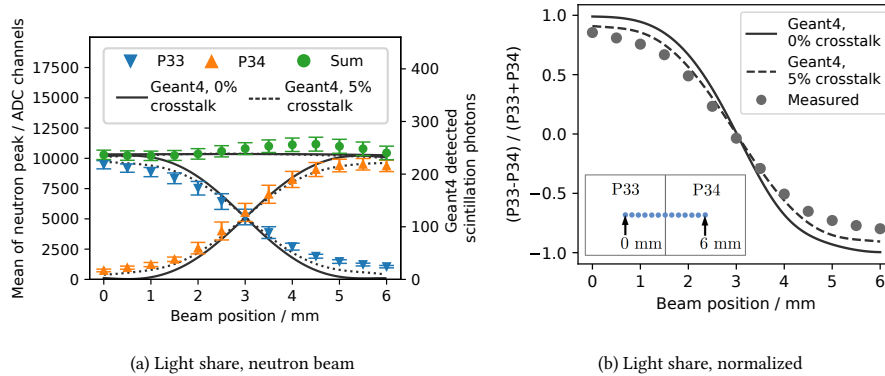 Mean of neutron peak / ADC channels
17500
15000
12500
10000
7500
5000
2500
0
P33
P34
Sum
Geant4, 0%
crosstalk
Geant4, 5%
crosstalk
400
300
200
100
0
Geant4 detected
scintillation photons
0 1 2 3 4 5 6
Beam position / mm
(a) Light share, neutron beam
(P33-P34) / (P33+P34)
1.0
0.5
0.0
−0.5
−1.0
Geant4,
0% crosstalk
Geant4,
5% crosstalk
Measured
P33
P34
0 mm
6 mm
0 1 2 3 4 5 6
Beam position / mm
(b) Light share, normalized